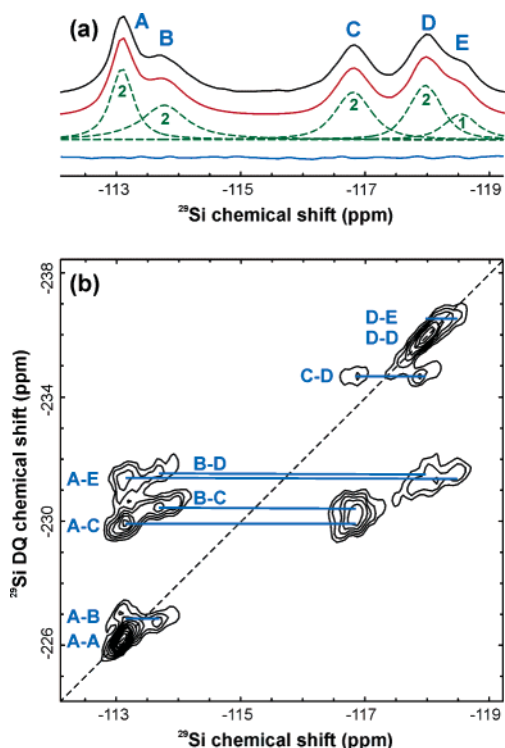 (a)
A
B
C
D
E
2
2
2
2
1
-113
-115
-117
-119
²⁹Si chemical shift (ppm)
(b)
²⁹Si DQ chemical shift (ppm)
-238
-234
-230
-226
D-E
D-D
C-D
B-D
A-E
B-C
A-C
A-B
A-A
-113
-115
-117
-119
²⁹Si chemical shift (ppm)